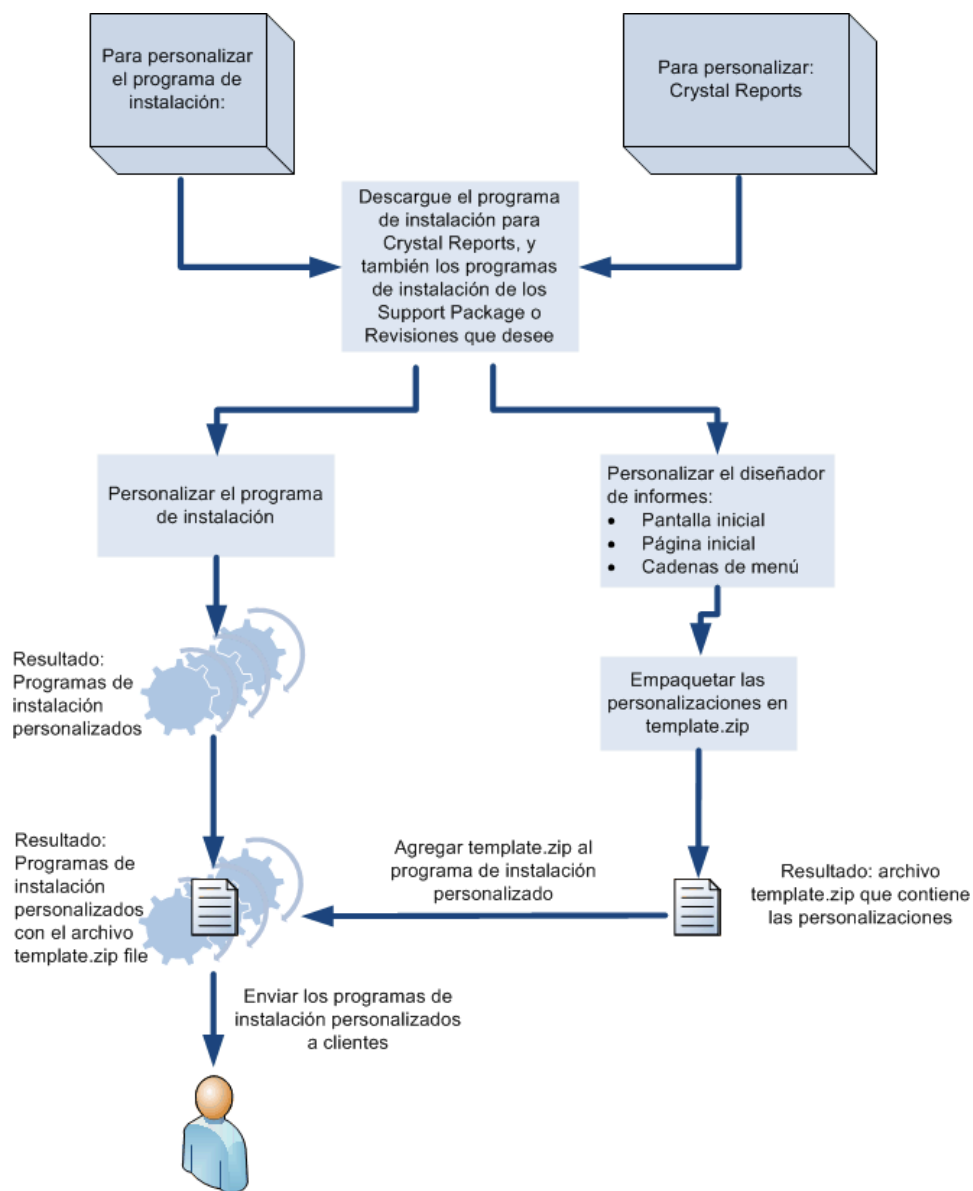 Para personalizar
el programa de
instalación:
Para personalizar:
Crystal Reports
Descargue el programa
de instalación para
Crystal Reports, y
también los programas
de instalación de los
Support Package o
Revisiones que desee
Personalizar el programa
de instalación
Personalizar el diseñador
de informes:
• Pantalla inicial
• Página inicial
• Cadenas de menú
Resultado:
Programas de
instalación
personalizados
Empaquetar las
personalizaciones en
template.zip
Resultado:
Programas de
instalación
personalizados
con el archivo
template.zip file
Agregar template.zip al
programa de instalación
personalizado
Resultado: archivo
template.zip que contiene
las personalizaciones
Enviar los programas de
instalación personalizados
a clientes